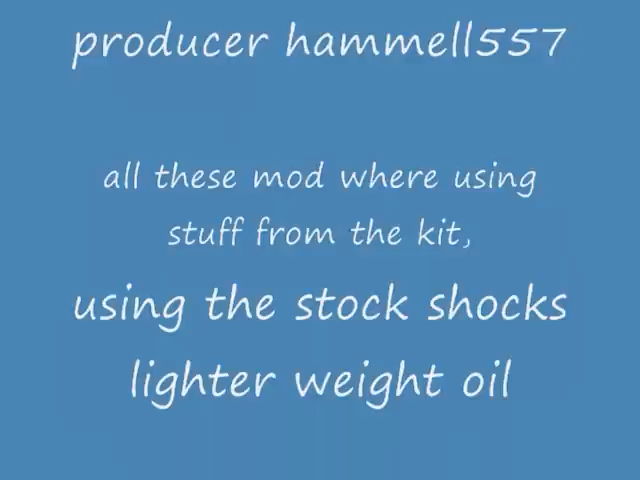 producer hammell557
all these mod where using
stuff from the kit,
using the stock shocks
lighter weight oil